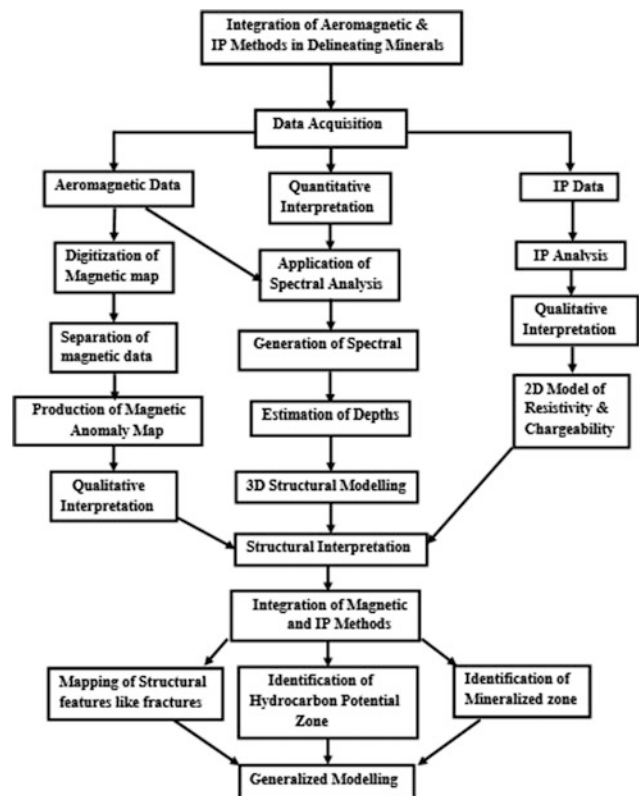 Integration of Aeromagnetic &
IP Methods in Delineating Minerals
Data Acquisition
Aeromagnetic Data
Quantitative
Interpretation
IP Data
Digitization of
Magnetic map
Application of
Spectral Analysis
IP Analysis
Separation of
magnetic data
Generation of Spectral
Qualitative
Interpretation
Production of Magnetic
Anomaly Map
Estimation of Depths
2D Model of
Resistivity &
Chargeability
Qualitative
Interpretation
3D Structural Modelling
Structural Interpretation
Integration of Magnetic
and IP Methods
Mapping of Structural
features like fractures
Identification of
Hydrocarbon Potential
Zone
Identification of
Mineralized zone
Generalized Modelling